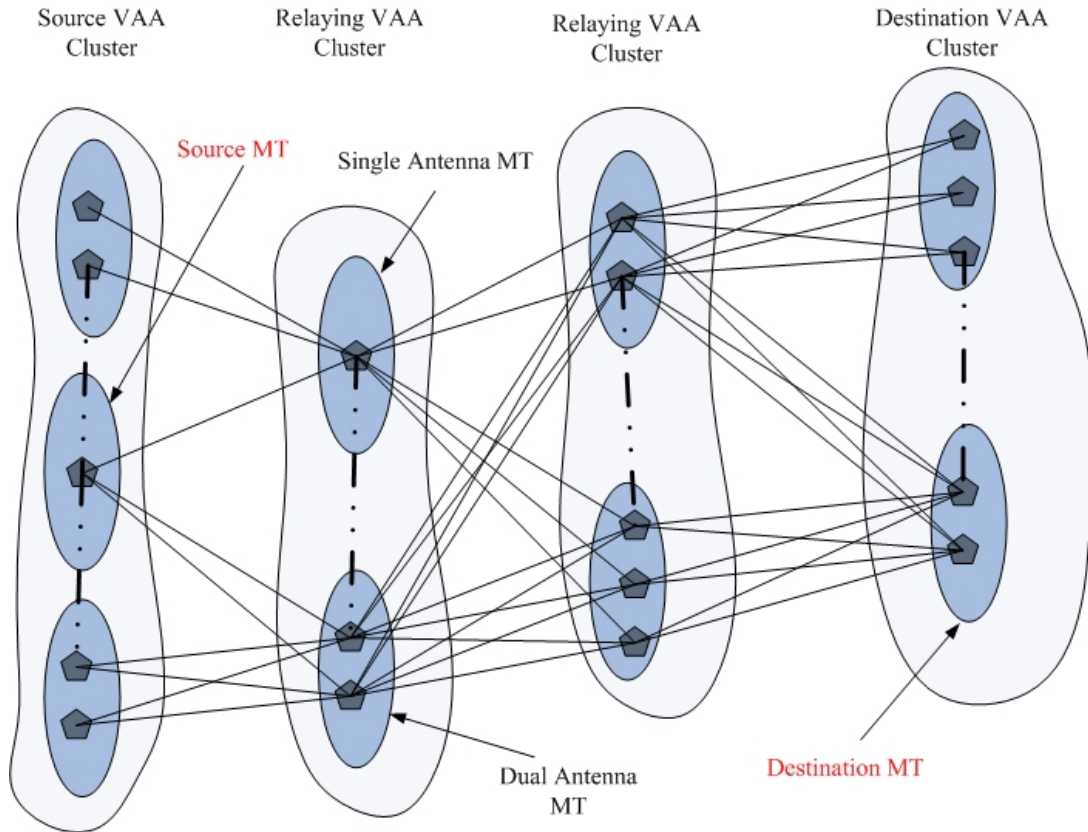 Source VAA
Cluster
Relaying VAA
Cluster
Relaying VAA
Cluster
Destination VAA
Cluster
Source MT
Single Antenna MT
Dual Antenna
MT
Destination MT